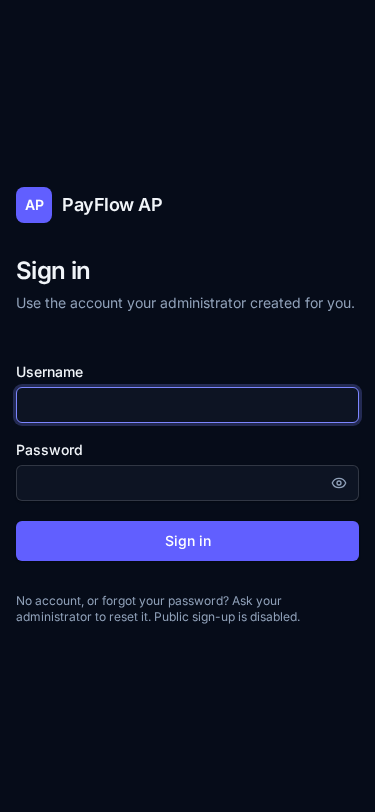 AP PayFlow AP
Sign in
Use the account your administrator created for you.
Username
Password
Sign in
No account, or forgot your password? Ask your
administrator to reset it. Public sign-up is disabled.